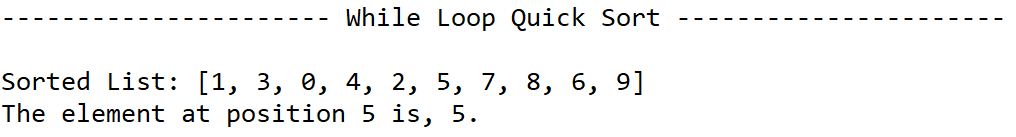 ---------------------- While Loop Quick Sort ----------------------
Sorted List: [1, 3, 0, 4, 2, 5, 7, 8, 6, 9]
The element at position 5 is, 5.